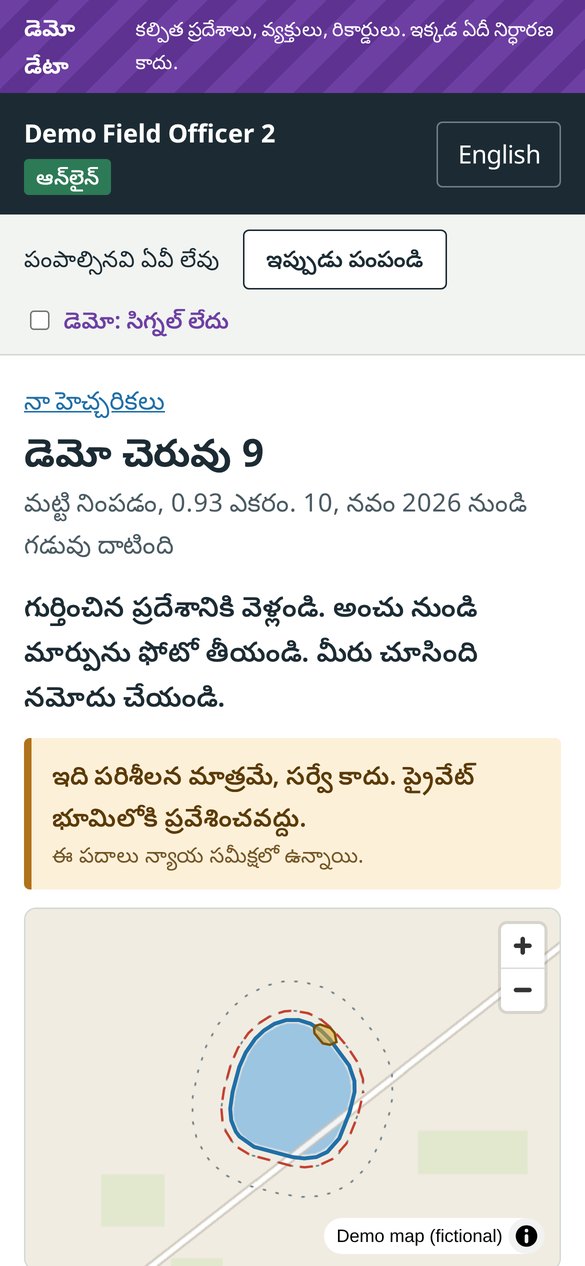 డెమో డేటా
కల్పిత ప్రదేశాలు, వ్యక్తులు, రికార్డులు. ఇక్కడ ఏదీ నిర్ధారణ కాదు.
Demo Field Officer 2
ఆన్‌లైన్
English
పంపాల్సినవి ఏవీ లేవు
ఇప్పుడు పంపండి
డెమో: సిగ్నల్ లేదు
నా హెచ్చరికలు
డెమో చెరువు 9
మట్టి నింపడం, 0.93 ఎకరం. 10, నవం 2026 నుండి
గడువు దాటింది
గుర్తించిన ప్రదేశానికి వెళ్లండి. అంచు నుండి
మార్పును ఫోటో తీయండి. మీరు చూసింది
నమోదు చేయండి.
ఇది పరిశీలన మాత్రమే, సర్వే కాదు. ప్రైవేట్
భూమిలోకి ప్రవేశించవద్దు.
ఈ పదాలు న్యాయ సమీక్షలో ఉన్నాయి.
+
−
Demo map (fictional)